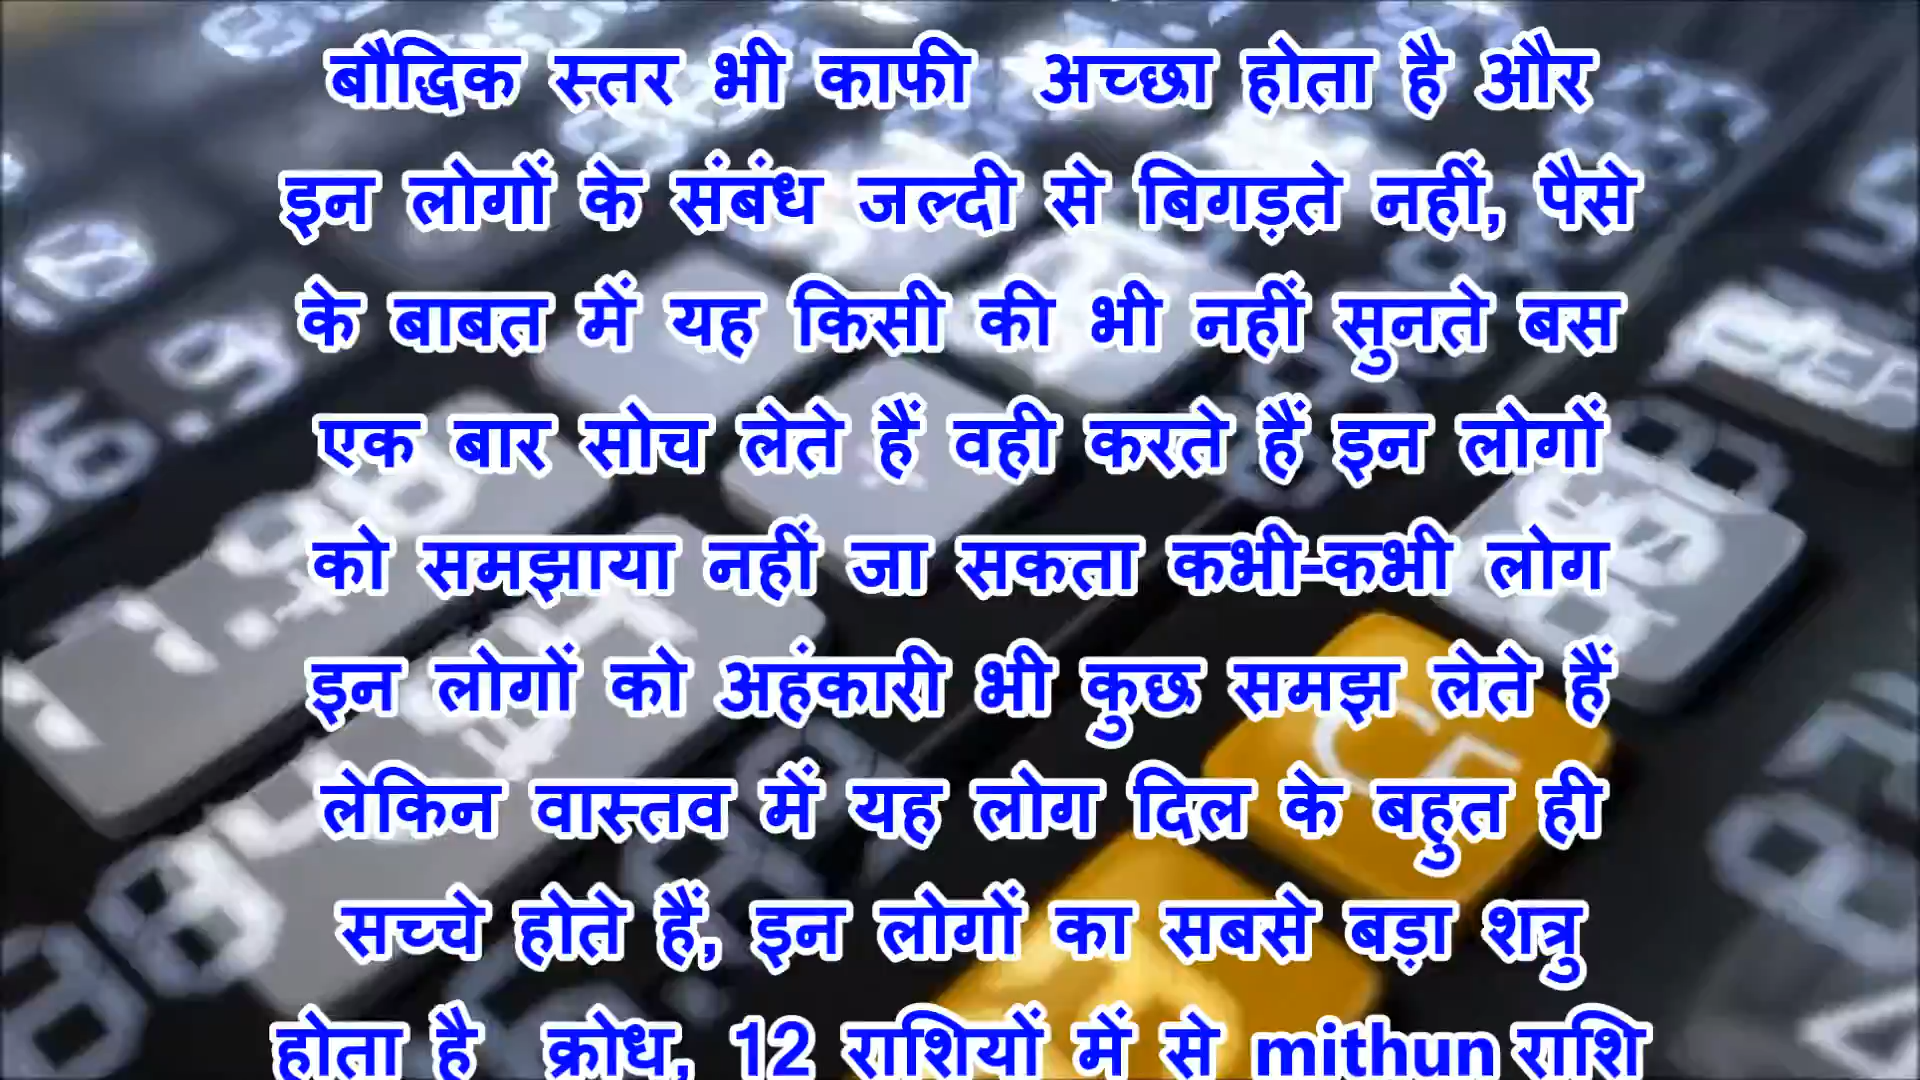 बौद्धिक स्तर भी काफी अच्छा होता है और
इन लोगों के संबंध जल्दी से बिगड़ते नहीं, पैसे
के बाबत में यह किसी की भी नहीं सुनते बस
एक बार सोच लेते हैं वही करते हैं इन लोगों
को समझाया नहीं जा सकता कभी-कभी लोग
इन लोगों को अहंकारी भी कुछ समझ लेते हैं
लेकिन वास्तव में यह लोग दिल के बहुत ही
सच्चे होते हैं, इन लोगों का सबसे बड़ा शत्रु
होता है क्रोध, 12 राशियों में से mithun राशि
CE